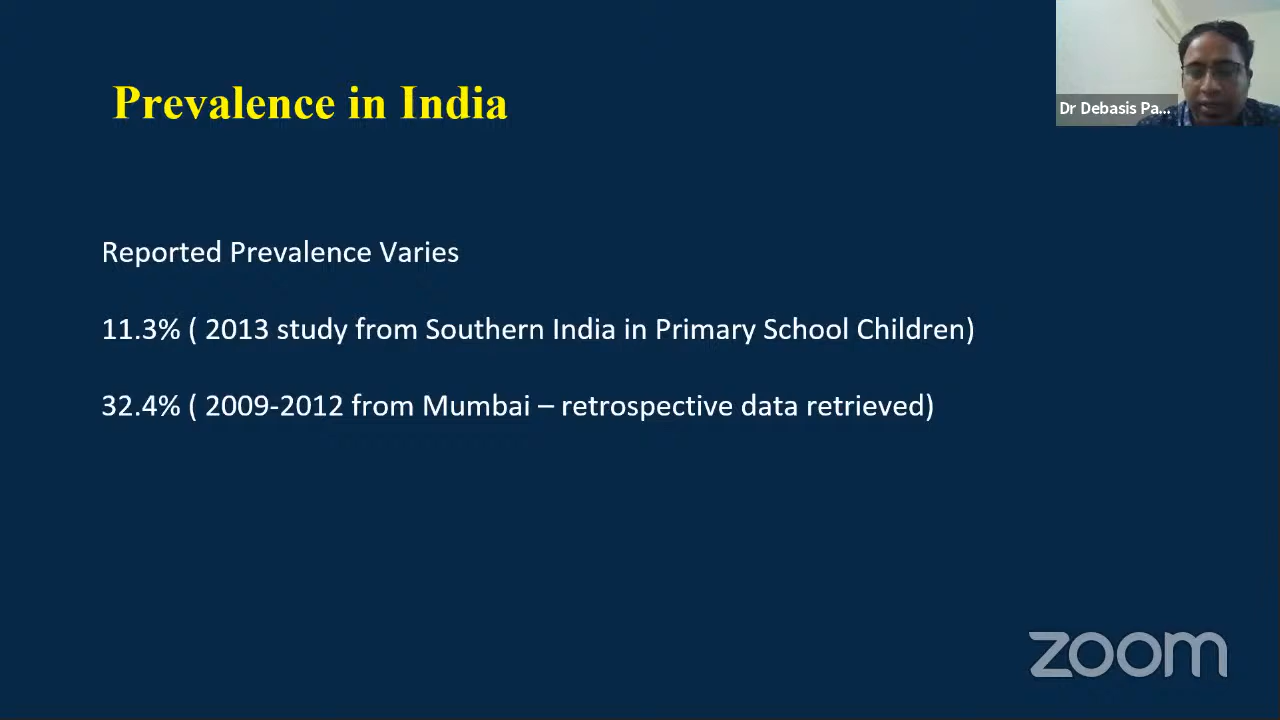 Dr Debasis Pa...
Prevalence in India
Reported Prevalence Varies
11.3% ( 2013 study from Southern India in Primary School Children)
32.4% ( 2009-2012 from Mumbai – retrospective data retrieved)
zoom